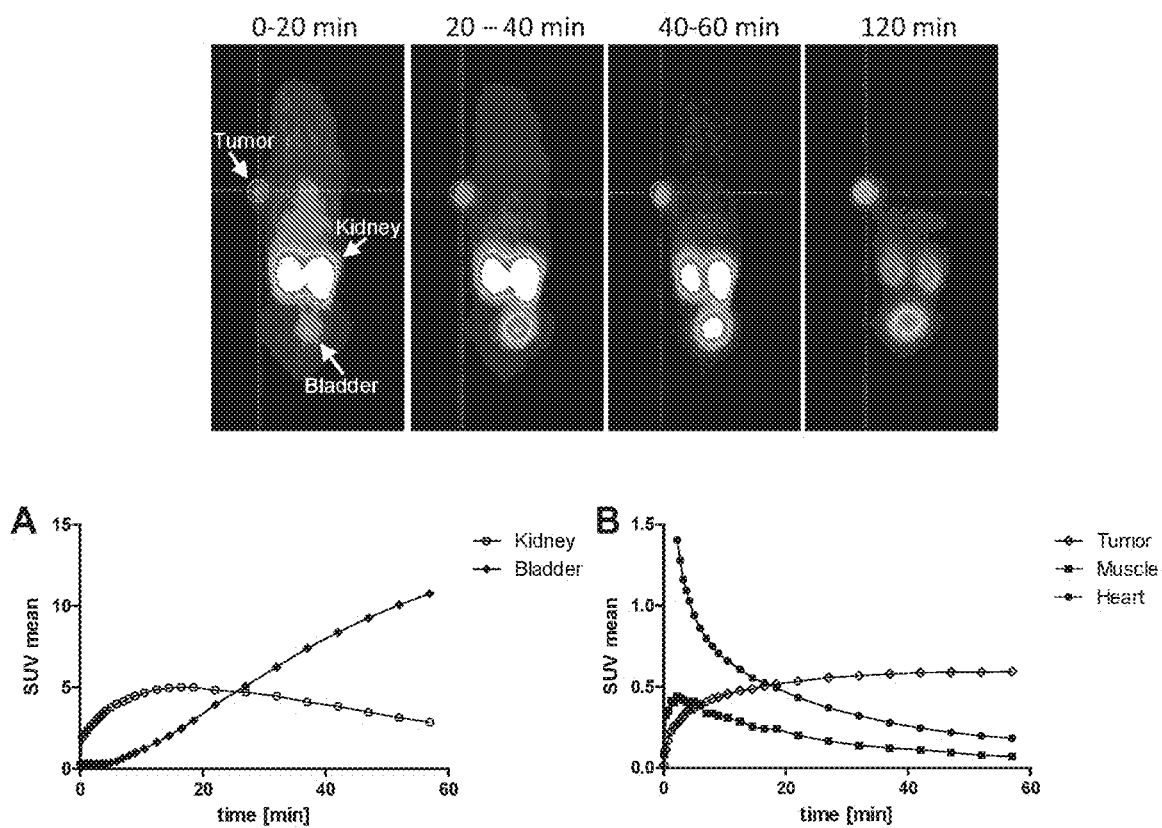 0-20 min
20 – 40 min
40-60 min
120 min
Tumor
Kidney
Bladder
A
15
10
5
0
SUV mean
0
20
40
60
time [min]
Kidney
Bladder
B
1.5
1.0
0.5
0.0
SUV mean
0
20
40
60
time [min]
Tumor
Muscle
Heart